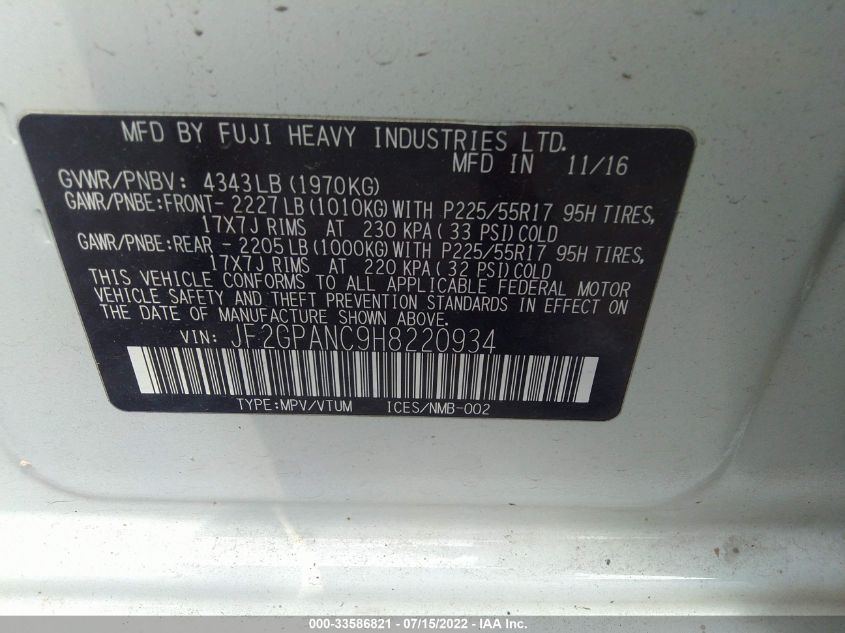 MFD BY FUJI HEAVY INDUSTRIES LTD.
MFD IN 11/16
GVWR/PNBV: 4343LB (1970KG)
GAWR/PNBE:FRONT- 2227LB (1010KG) WITH P225/55R17 95H TIRES,
17X7J RIMS AT 230 KPA (33 PSI) COLD
GAWR/PNBE:REAR - 2205LB (1000KG) WITH P225/55R17 95H TIRES,
17X7J RIMS AT 220 KPA (32 PSI) COLD
THIS VEHICLE CONFORMS TO ALL APPLICABLE FEDERAL MOTOR
VEHICLE SAFETY AND THEFT PREVENTION STANDARDS IN EFFECT ON
THE DATE OF MANUFACTURE SHOWN ABOVE.
VIN: JF2GPANC9H8220934
TYPE:MPV/VTUM ICES/NMB-002
000-33586821 - 07/15/2022 - IAA Inc.